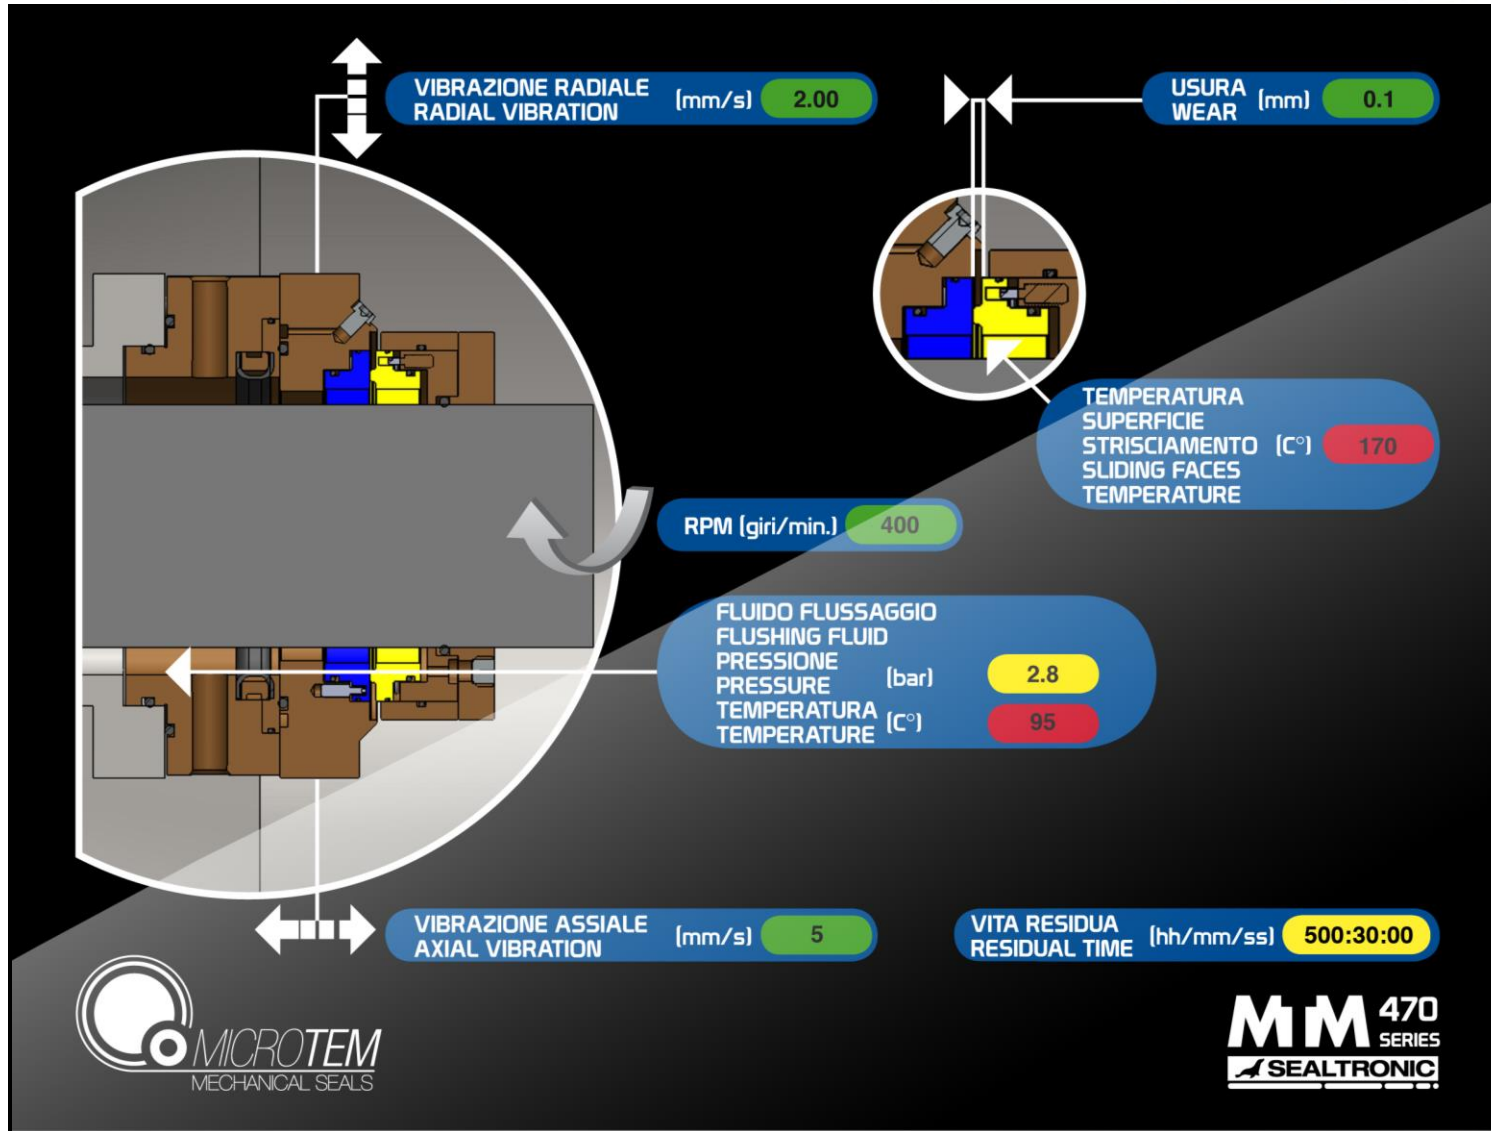 VIBRAZIONE RADIALE
RADIAL VIBRATION
(mm/s)
2.00
USURA
WEAR
(mm)
0.1
TEMPERATURA
SUPERFICIE
STRISCIAMENTO (C°)
SLIDING FACES
TEMPERATURE
170
RPM (giri/min.)
400
FLUIDO FLUSSAGGIO
FLUSHING FLUID
PRESSIONE
PRESSURE
(bar)
2.8
TEMPERATURA
TEMPERATURE
(C°)
95
VIBRAZIONE ASSIALE
AXIAL VIBRATION
(mm/s)
5
VITA RESIDUA
RESIDUAL TIME
(hh/mm/ss)
500:30:00
MICROTEM
MECHANICAL SEALS
MTM 470
SERIES
SEALTRONIC